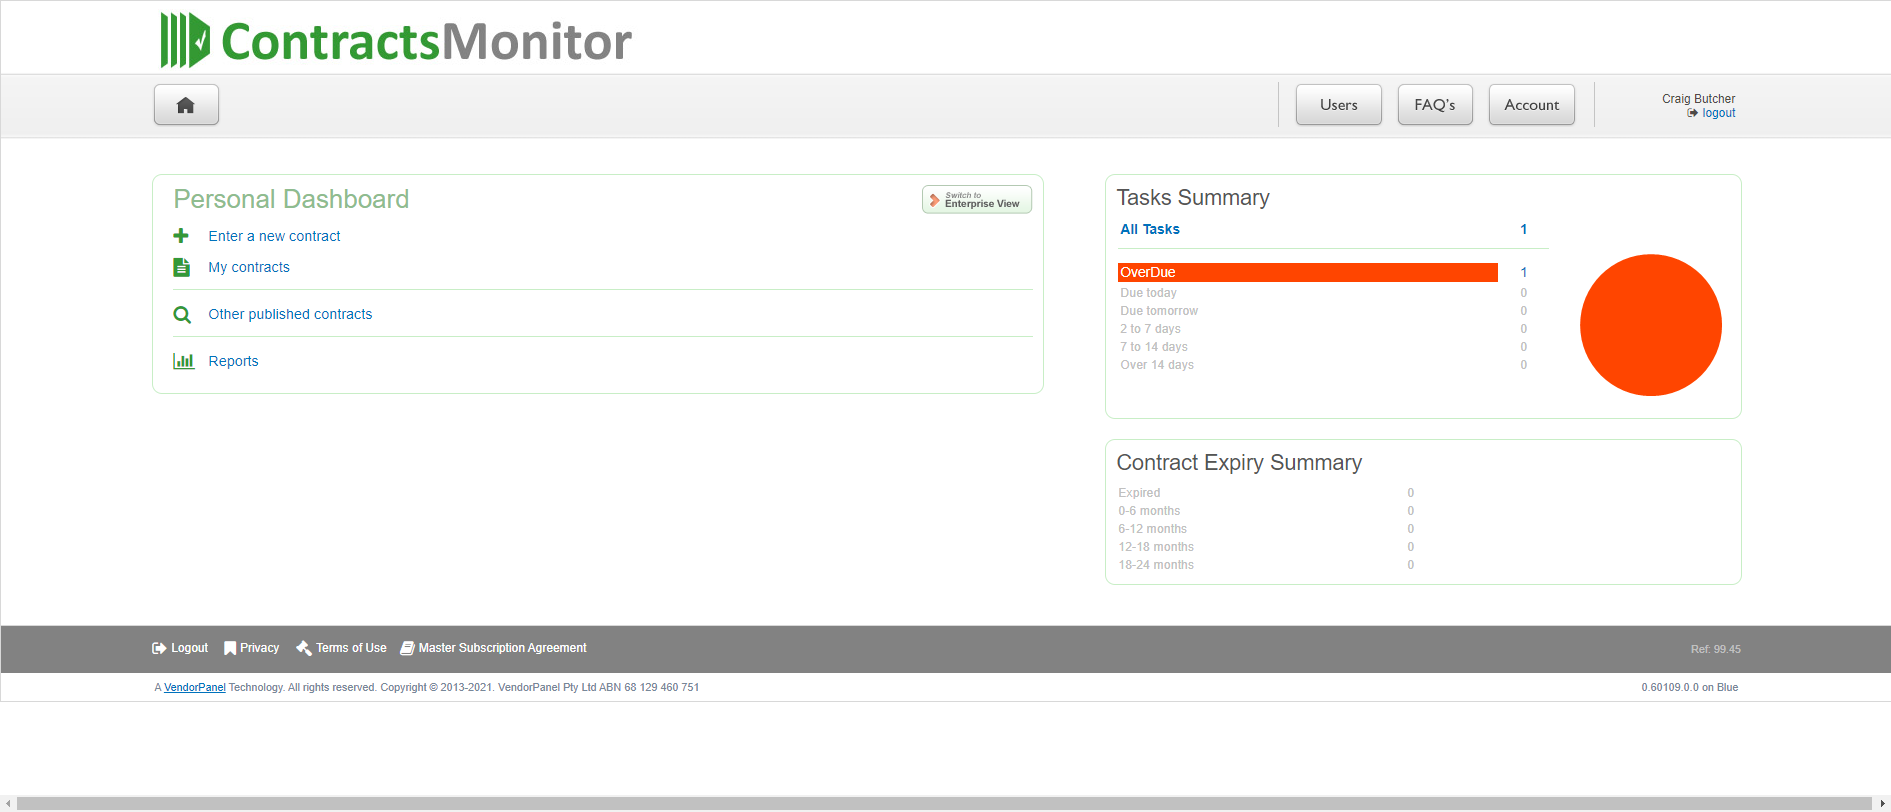 ContractsMonitor
Users
FAQ's
Account
Craig Butcher
logout
Personal Dashboard
Switch to
Enterprise View
Enter a new contract
My contracts
Other published contracts
Reports
Tasks Summary
All Tasks 1
OverDue 1
Due today 0
Due tomorrow 0
2 to 7 days 0
7 to 14 days 0
Over 14 days 0
Contract Expiry Summary
Expired 0
0-6 months 0
6-12 months 0
12-18 months 0
18-24 months 0
Logout Privacy Terms of Use Master Subscription Agreement
Ref: 99.45
A VendorPanel Technology. All rights reserved. Copyright © 2013-2021. VendorPanel Pty Ltd ABN 68 129 460 751
0.60109.0.0 on Blue